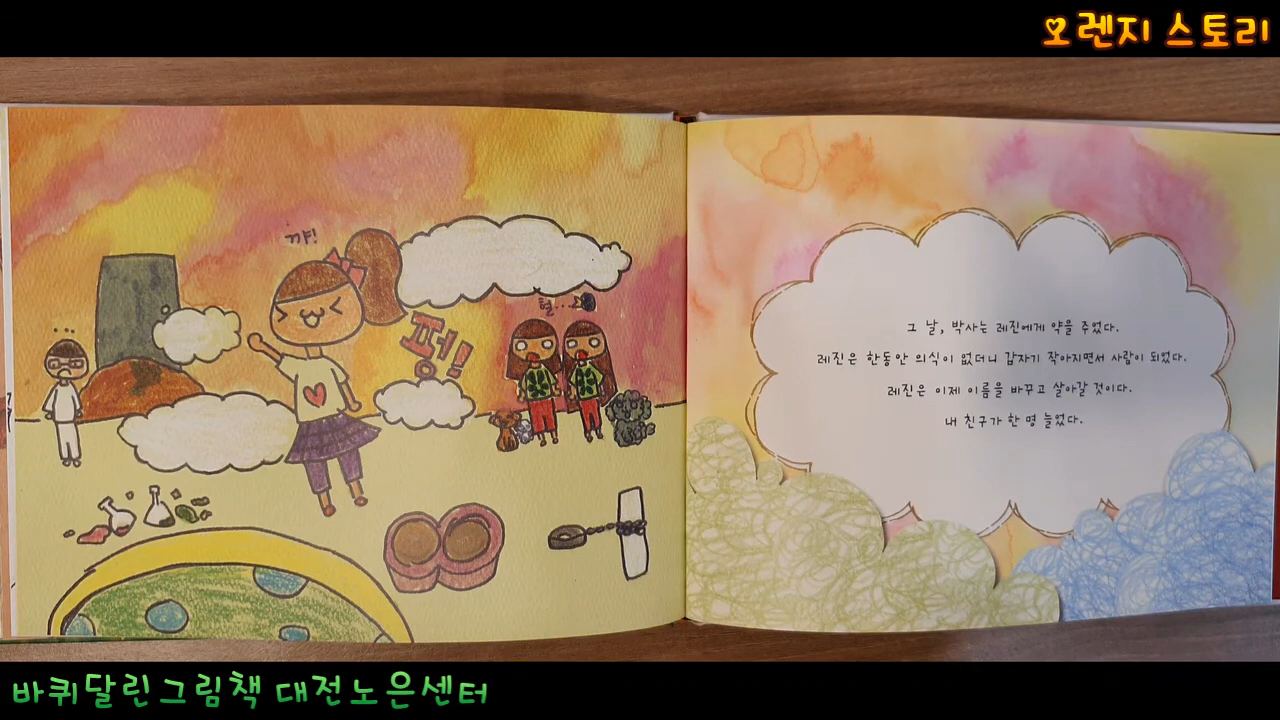 오렌지 스토리
꺄!
헐...
펑!
그 날, 박사는 레진에게 약을 주었다.
레진은 한동안 의식이 없더니 갑자기 작아지면서 사람이 되었다.
레진은 이제 이름을 바꾸고 살아갈 것이다.
내 친구가 한 명 늘었다.
바퀴달린그림책 대전노은센터